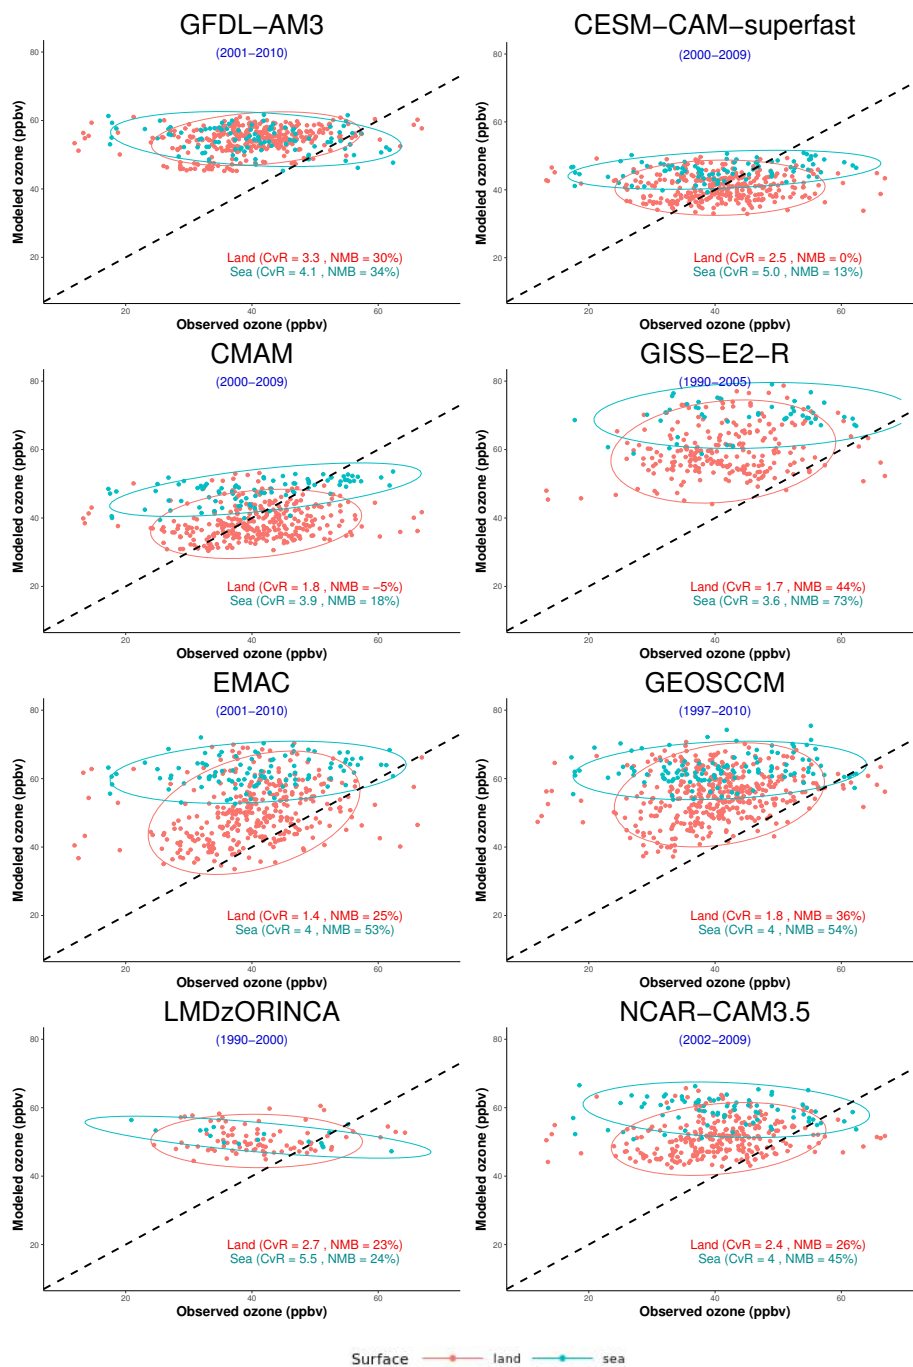 GFDL−AM3
(2001−2010)
80
60
40
20
Modeled ozone (ppbv)
Land (CvR = 3.3 , NMB = 30%)
Sea (CvR = 4.1 , NMB = 34%)
20 40 60
Observed ozone (ppbv)
CESM−CAM−superfast
(2000−2009)
80
60
40
20
Modeled ozone (ppbv)
Land (CvR = 2.5 , NMB = 0%)
Sea (CvR = 5.0 , NMB = 13%)
20 40 60
Observed ozone (ppbv)
CMAM
(2000−2009)
80
60
40
20
Modeled ozone (ppbv)
Land (CvR = 1.8 , NMB = −5%)
Sea (CvR = 3.9 , NMB = 18%)
20 40 60
Observed ozone (ppbv)
GISS−E2−R
(1990−2005)
80
60
40
20
Modeled ozone (ppbv)
Land (CvR = 1.7 , NMB = 44%)
Sea (CvR = 3.6 , NMB = 73%)
20 40 60
Observed ozone (ppbv)
EMAC
(2001−2010)
80
60
40
20
Modeled ozone (ppbv)
Land (CvR = 1.4 , NMB = 25%)
Sea (CvR = 4 , NMB = 53%)
20 40 60
Observed ozone (ppbv)
GEOSCCM
(1997−2010)
80
60
40
20
Modeled ozone (ppbv)
Land (CvR = 1.8 , NMB = 36%)
Sea (CvR = 4 , NMB = 54%)
20 40 60
Observed ozone (ppbv)
LMDzORINCA
(1990−2000)
80
60
40
20
Modeled ozone (ppbv)
Land (CvR = 2.7 , NMB = 23%)
Sea (CvR = 5.5 , NMB = 24%)
20 40 60
Observed ozone (ppbv)
NCAR−CAM3.5
(2002−2009)
80
60
40
20
Modeled ozone (ppbv)
Land (CvR = 2.4 , NMB = 26%)
Sea (CvR = 4 , NMB = 45%)
20 40 60
Observed ozone (ppbv)
Surface land sea